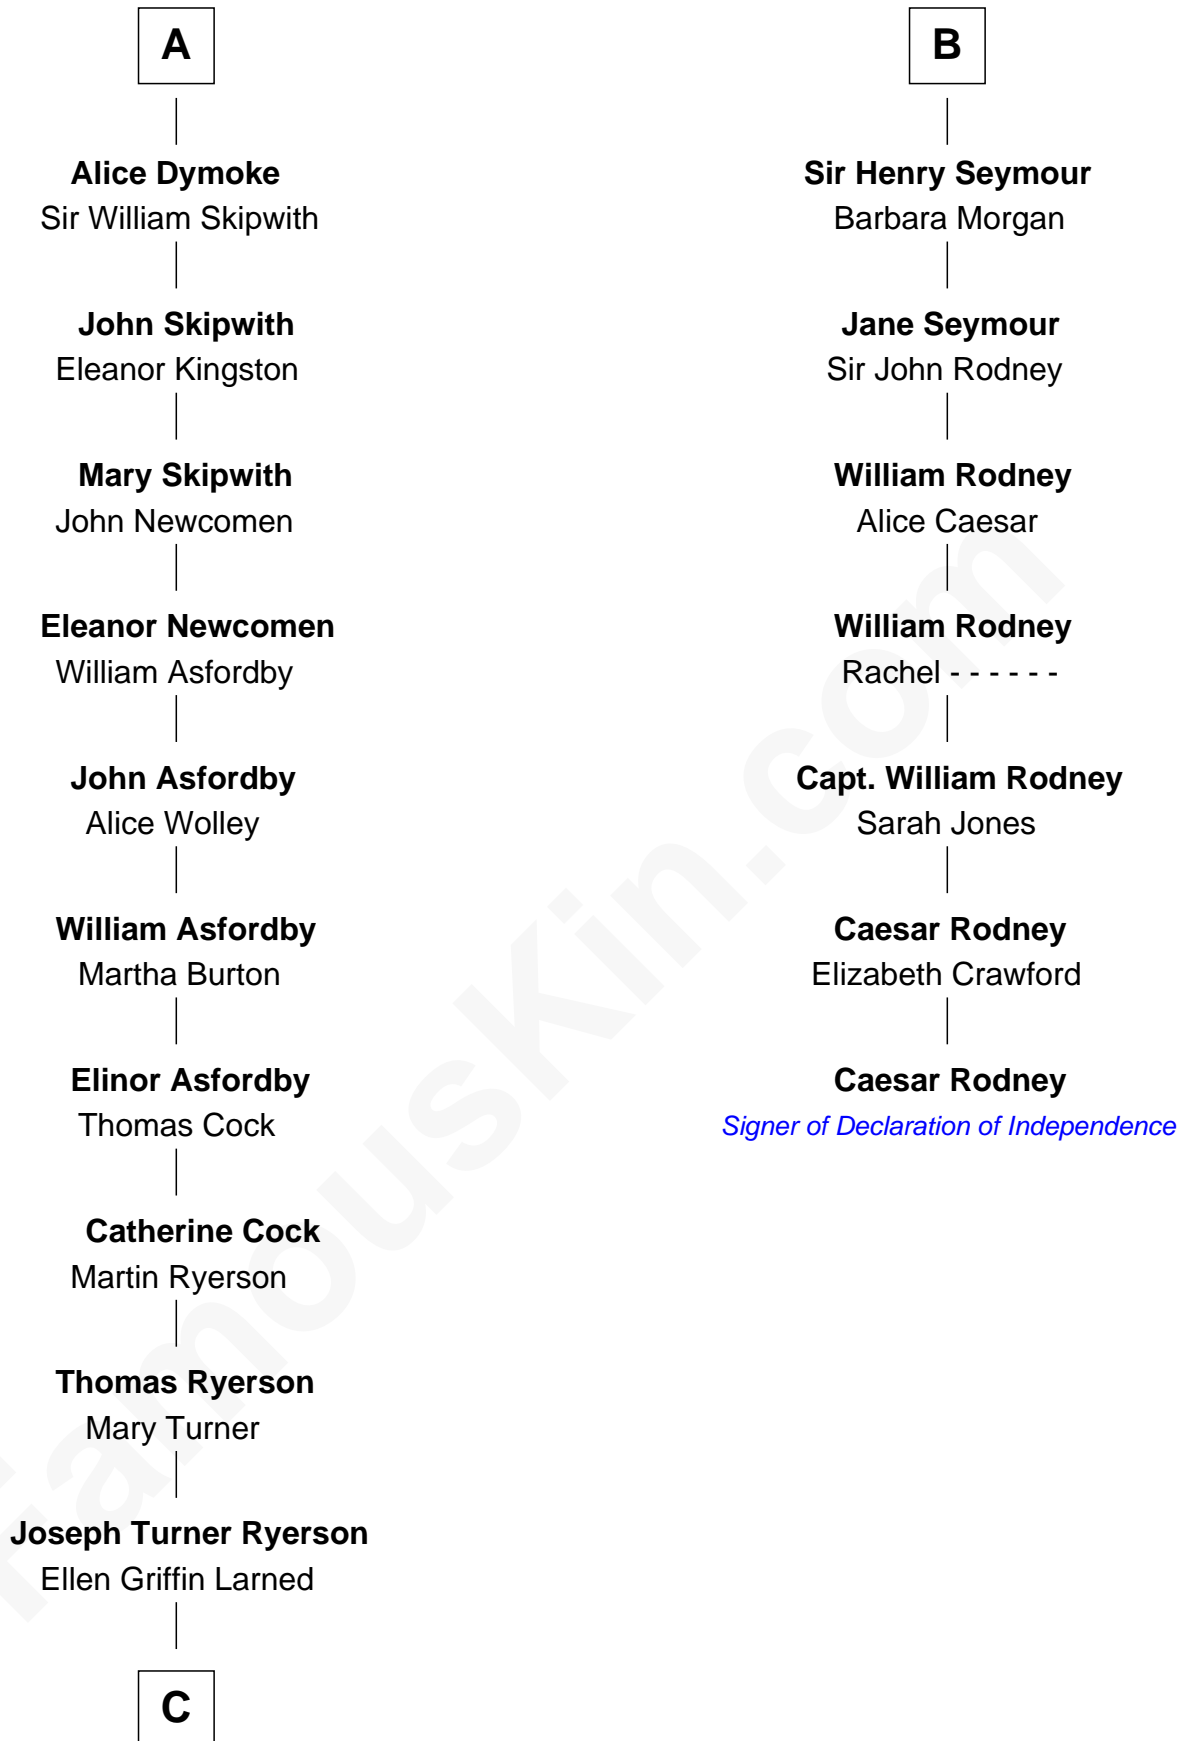 A
Alice Dymoke
Sir William Skipwith
John Skipwith
Eleanor Kingston
Mary Skipwith
John Newcomen
Eleanor Newcomen
William Asfordby
John Asfordby
Alice Wolley
William Asfordby
Martha Burton
Elinor Asfordby
Thomas Cock
Catherine Cock
Martin Ryerson
Thomas Ryerson
Mary Turner
Joseph Turner Ryerson
Ellen Griffin Larned
C
B
Sir Henry Seymour
Barbara Morgan
Jane Seymour
Sir John Rodney
William Rodney
Alice Caesar
William Rodney
Rachel - - - - - -
Capt. William Rodney
Sarah Jones
Caesar Rodney
Elizabeth Crawford
Caesar Rodney
Signer of Declaration of Independence
FamousKin.com